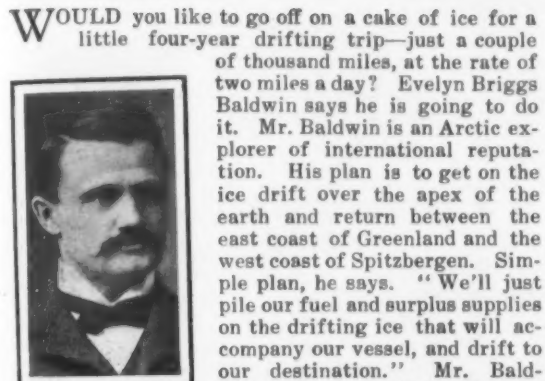 WOULD you like to go off on a cake of ice for a
little four-year drifting trip—just a couple
of thousand miles, at the rate of
two miles a day? Evelyn Briggs
Baldwin says he is going to do
it. Mr. Baldwin is an Arctic ex-
plorer of international reputa-
tion. His plan is to get on the
ice drift over the apex of the
earth and return between the
east coast of Greenland and the
west coast of Spitzbergen. Sim-
ple plan, he says. “We’ll just
pile our fuel and surplus supplies
on the drifting ice that will ac-
company our vessel, and drift to
our destination.” Mr. Bald-